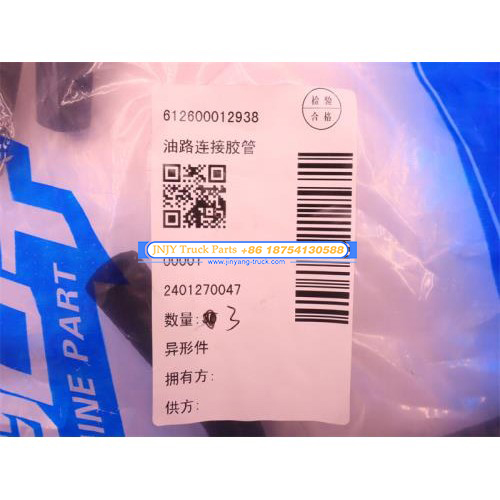 612600012938
检验
合格
油路连接胶管
JNJY Truck Parts +86 18754130588
www.jinyang-truck.com
00001
2401270047
数量: 3
异形件
拥有方:
供方:
INE PART